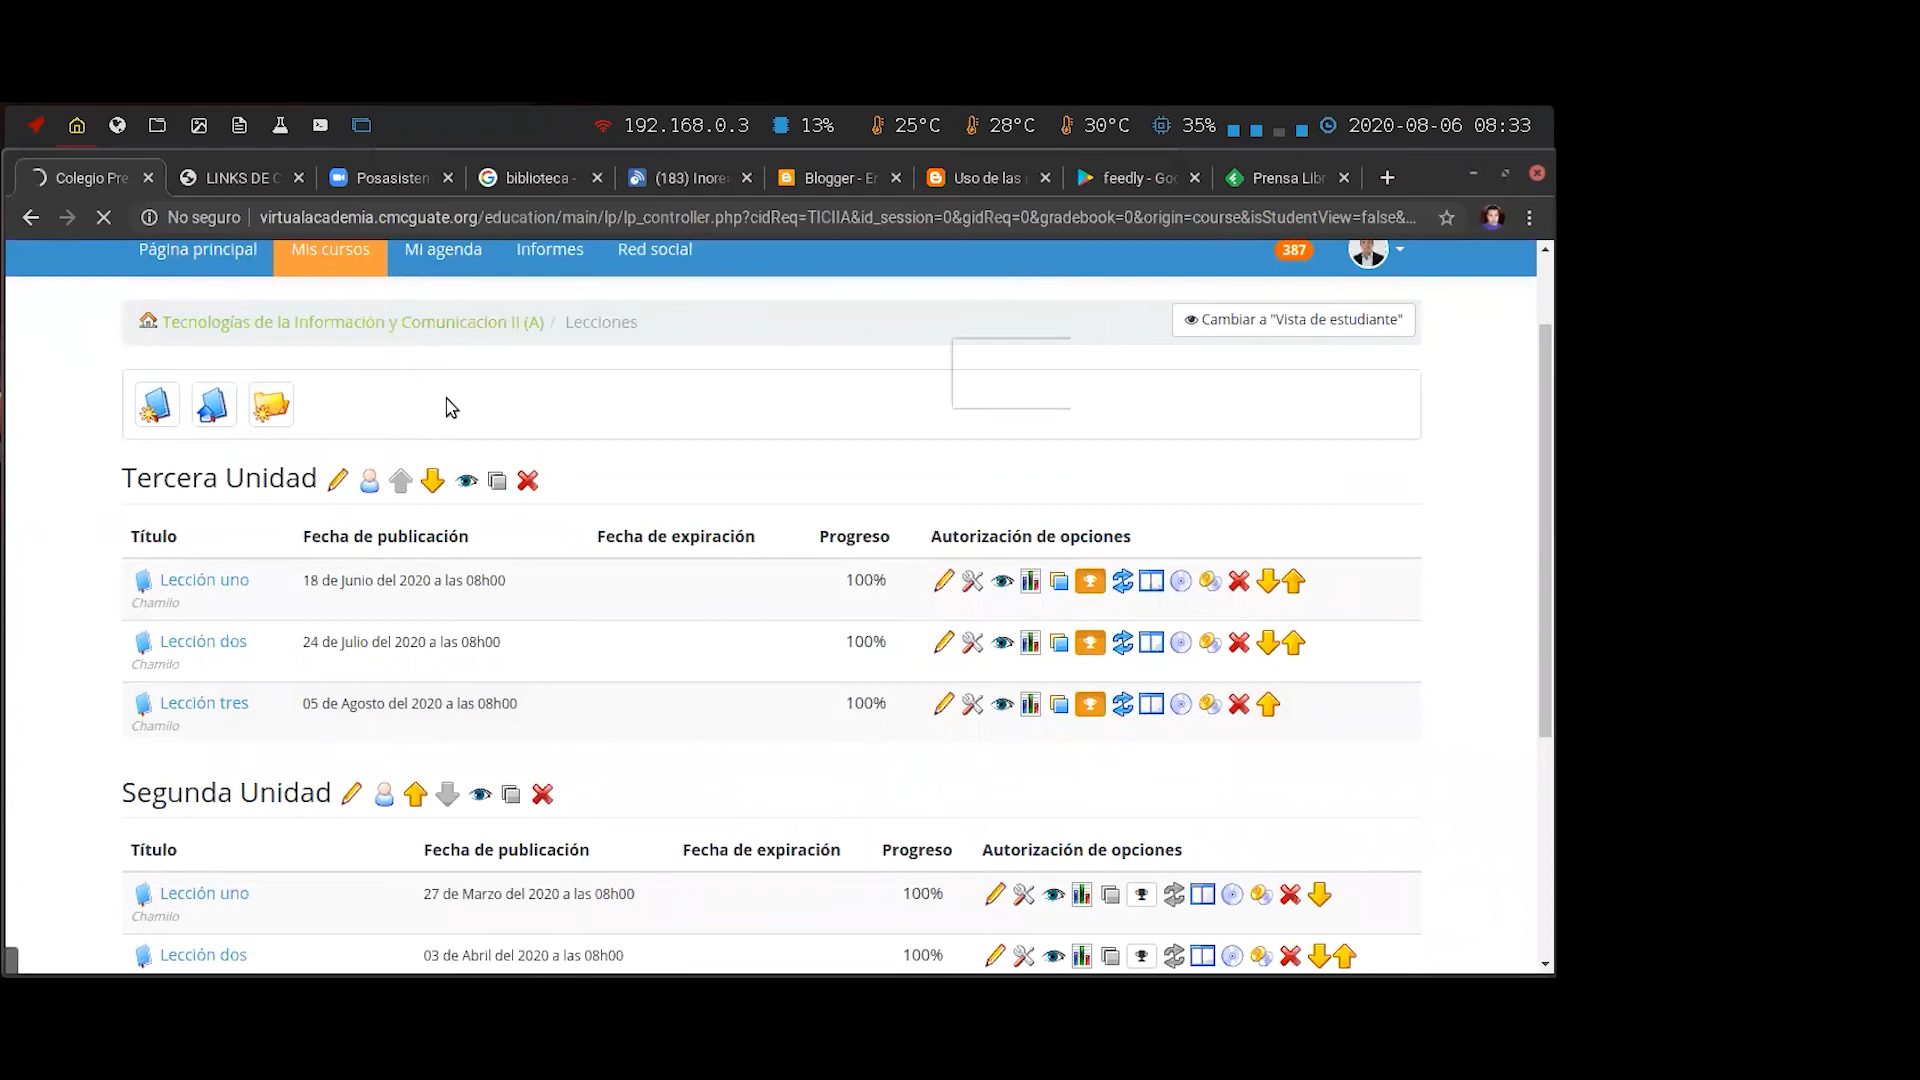 192.168.0.3 13% 25°C 28°C 30°C 35% 2020-08-06 08:33
Colegio Pre LINKS DE C Posasisten biblioteca - (183) Inore Blogger - En Uso de las feedly - Goo Prensa Libr
No seguro virtualacademia.cmcguate.org/education/main/lp/lp_controller.php?cidReq=TICIIA&id_session=0&gidReq=0&gradebook=0&origin=course&isStudentView=false&...
Página principal Mis cursos Mi agenda Informes Red social 387
Tecnologías de la Información y Comunicacion II (A) / Lecciones Cambiar a "Vista de estudiante"
Tercera Unidad
Título Fecha de publicación Fecha de expiración Progreso Autorización de opciones
Lección uno 18 de Junio del 2020 a las 08h00 100%
Chamilo
Lección dos 24 de Julio del 2020 a las 08h00 100%
Chamilo
Lección tres 05 de Agosto del 2020 a las 08h00 100%
Chamilo
Segunda Unidad
Título Fecha de publicación Fecha de expiración Progreso Autorización de opciones
Lección uno 27 de Marzo del 2020 a las 08h00 100%
Chamilo
Lección dos 03 de Abril del 2020 a las 08h00 100%